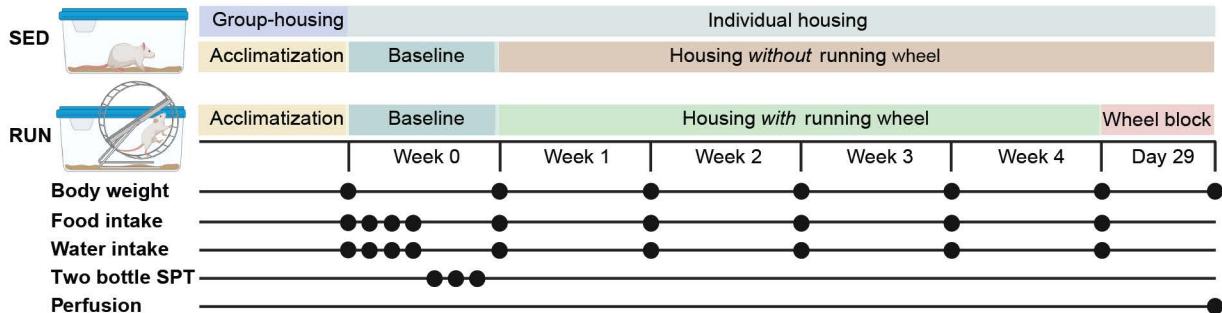 Group-housing Individual housing
SED
Acclimatization Baseline Housing without running wheel
Acclimatization Baseline Housing with running wheel Wheel block
RUN
Week 0 Week 1 Week 2 Week 3 Week 4 Day 29
Body weight
Food intake
Water intake
Two bottle SPT
Perfusion